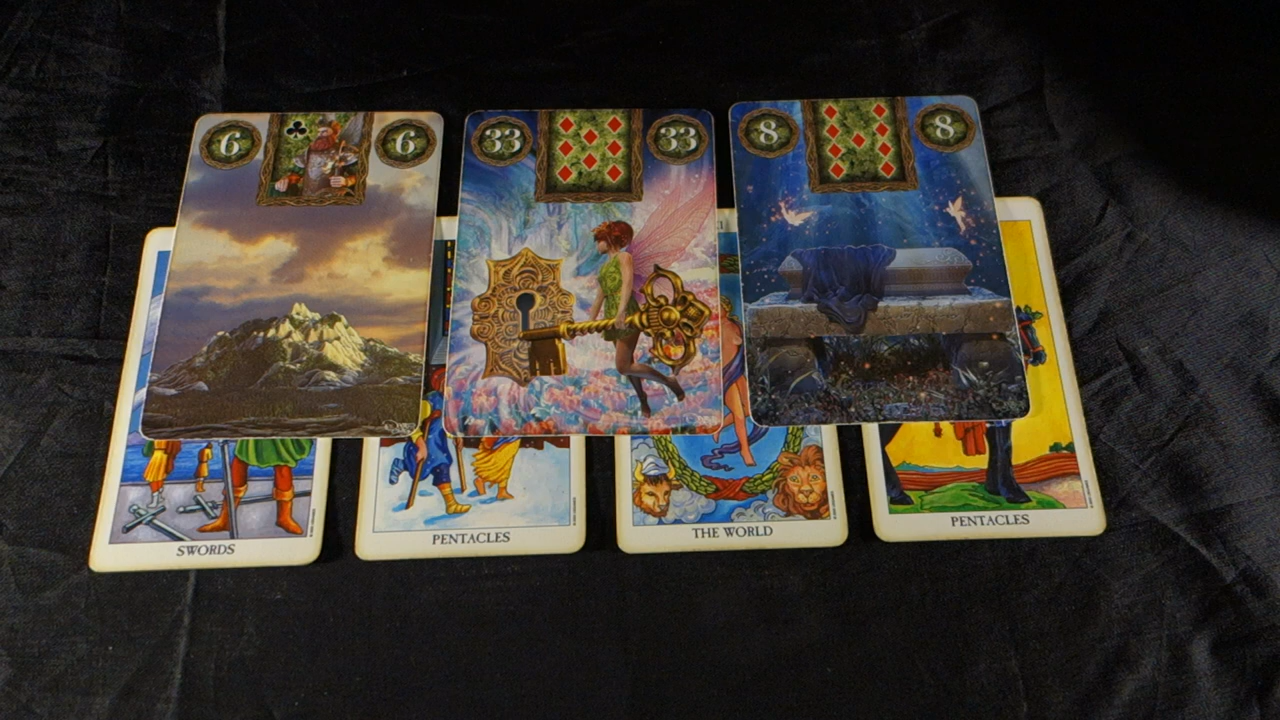 6 6
33 33
8 8
SWORDS
PENTACLES
THE WORLD
PENTACLES